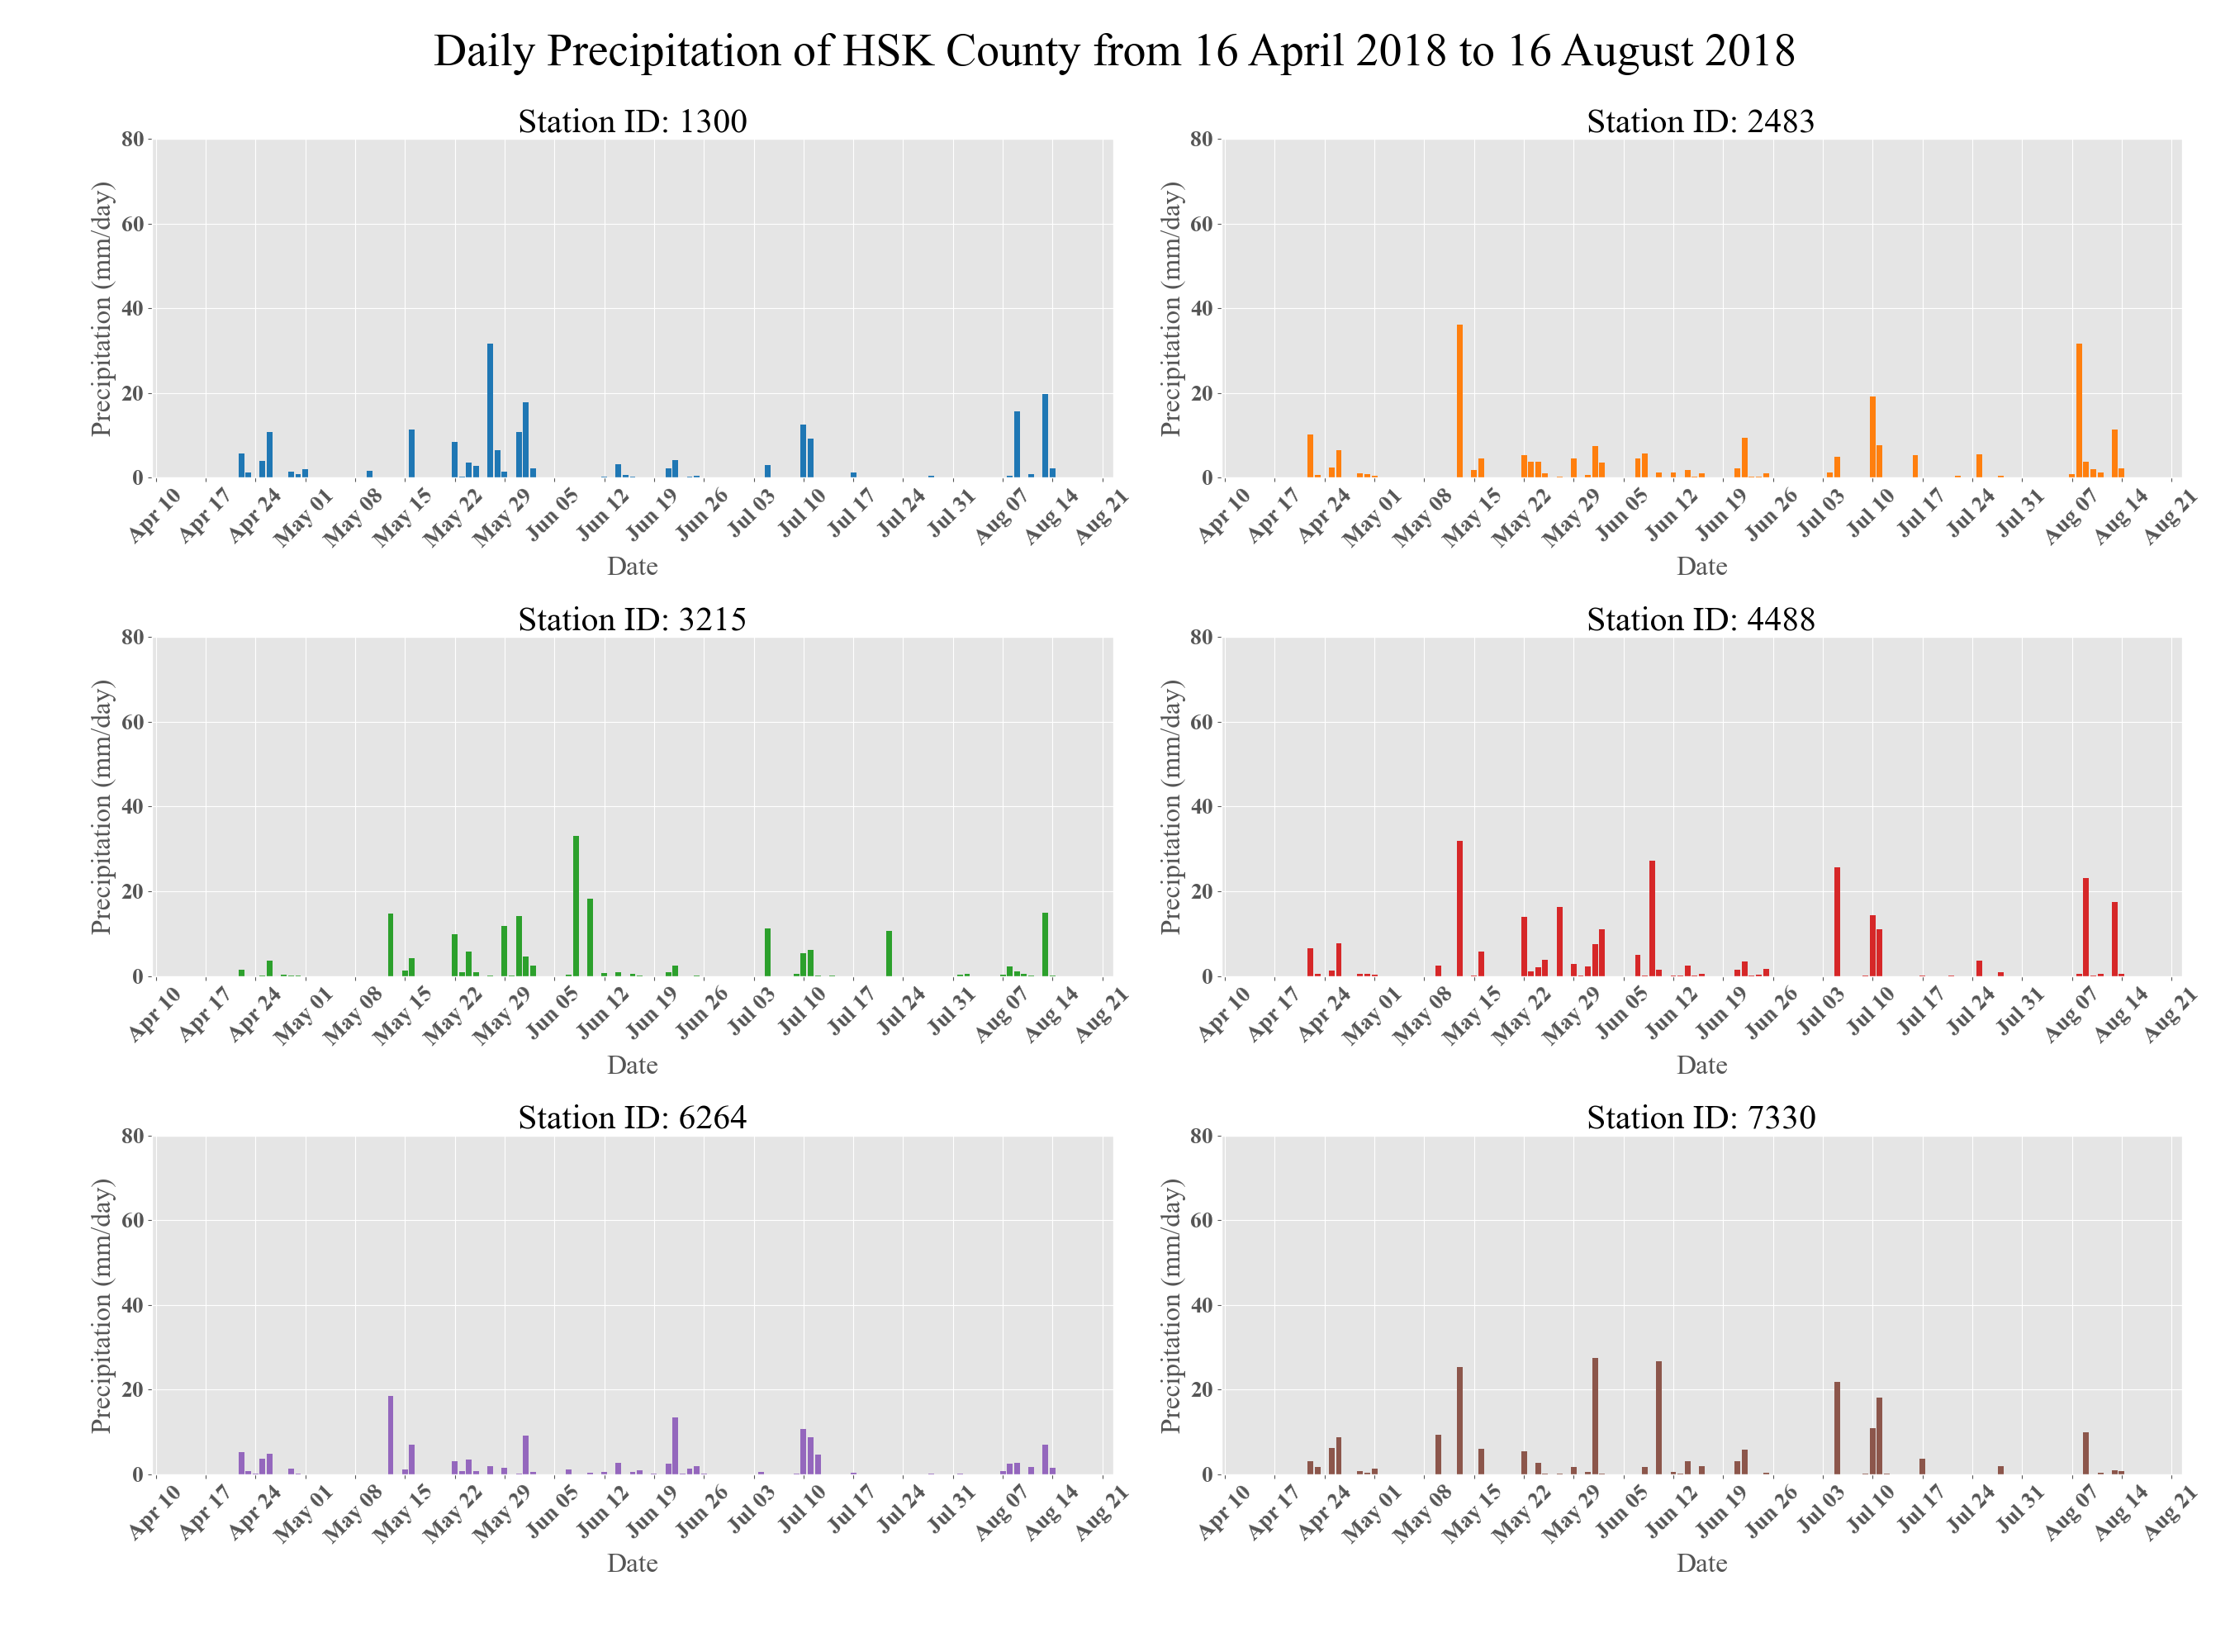 Daily Precipitation of HSK County from 16 April 2018 to 16 August 2018
Station ID: 1300
Precipitation (mm/day)
80
60
40
20
0
Apr 10 Apr 17 Apr 24 May 01 May 08 May 15 May 22 May 29 Jun 05 Jun 12 Jun 19 Jun 26 Jul 03 Jul 10 Jul 17 Jul 24 Jul 31 Aug 07 Aug 14 Aug 21
Date
Station ID: 2483
Precipitation (mm/day)
80
60
40
20
0
Apr 10 Apr 17 Apr 24 May 01 May 08 May 15 May 22 May 29 Jun 05 Jun 12 Jun 19 Jun 26 Jul 03 Jul 10 Jul 17 Jul 24 Jul 31 Aug 07 Aug 14 Aug 21
Date
Station ID: 3215
Precipitation (mm/day)
80
60
40
20
0
Apr 10 Apr 17 Apr 24 May 01 May 08 May 15 May 22 May 29 Jun 05 Jun 12 Jun 19 Jun 26 Jul 03 Jul 10 Jul 17 Jul 24 Jul 31 Aug 07 Aug 14 Aug 21
Date
Station ID: 4488
Precipitation (mm/day)
80
60
40
20
0
Apr 10 Apr 17 Apr 24 May 01 May 08 May 15 May 22 May 29 Jun 05 Jun 12 Jun 19 Jun 26 Jul 03 Jul 10 Jul 17 Jul 24 Jul 31 Aug 07 Aug 14 Aug 21
Date
Station ID: 6264
Precipitation (mm/day)
80
60
40
20
0
Apr 10 Apr 17 Apr 24 May 01 May 08 May 15 May 22 May 29 Jun 05 Jun 12 Jun 19 Jun 26 Jul 03 Jul 10 Jul 17 Jul 24 Jul 31 Aug 07 Aug 14 Aug 21
Date
Station ID: 7330
Precipitation (mm/day)
80
60
40
20
0
Apr 10 Apr 17 Apr 24 May 01 May 08 May 15 May 22 May 29 Jun 05 Jun 12 Jun 19 Jun 26 Jul 03 Jul 10 Jul 17 Jul 24 Jul 31 Aug 07 Aug 14 Aug 21
Date